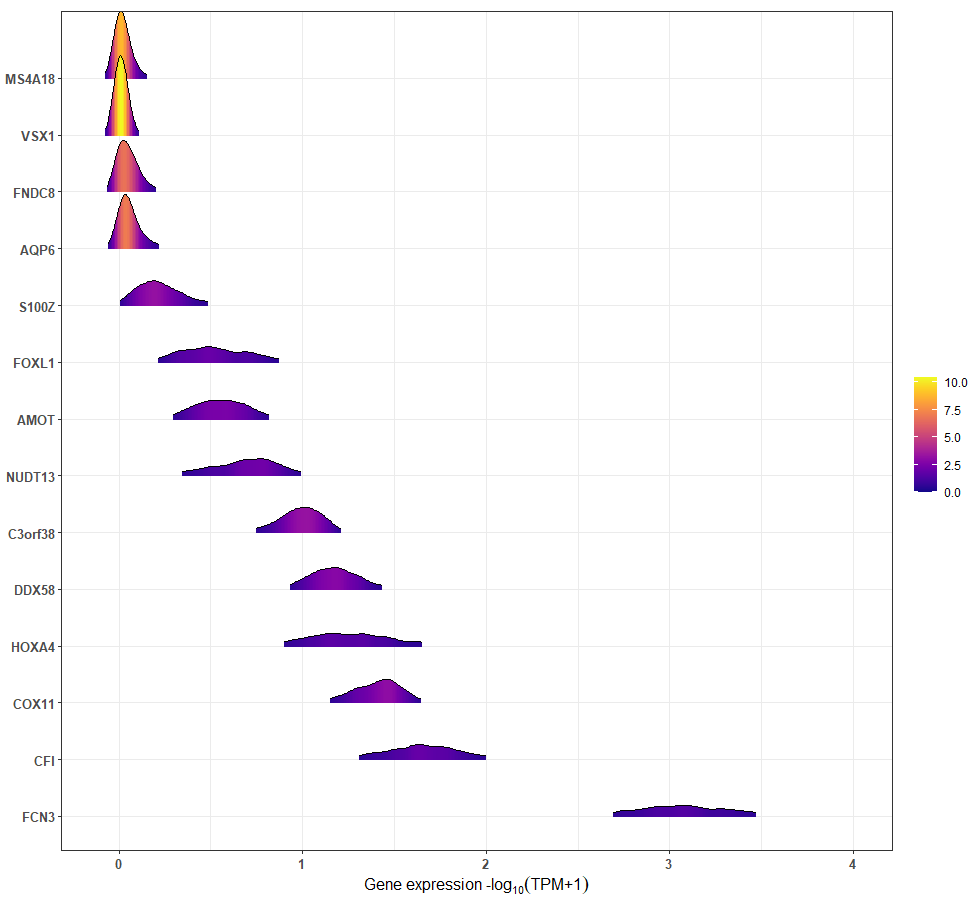 MS4A18
VSX1
FNDC8
AQP6
S100Z
FOXL1
AMOT
NUDT13
C3orf38
DDX58
HOXA4
COX11
CFI
FCN3
0 1 2 3 4
Gene expression -log10(TPM+1)
10.0
7.5
5.0
2.5
0.0